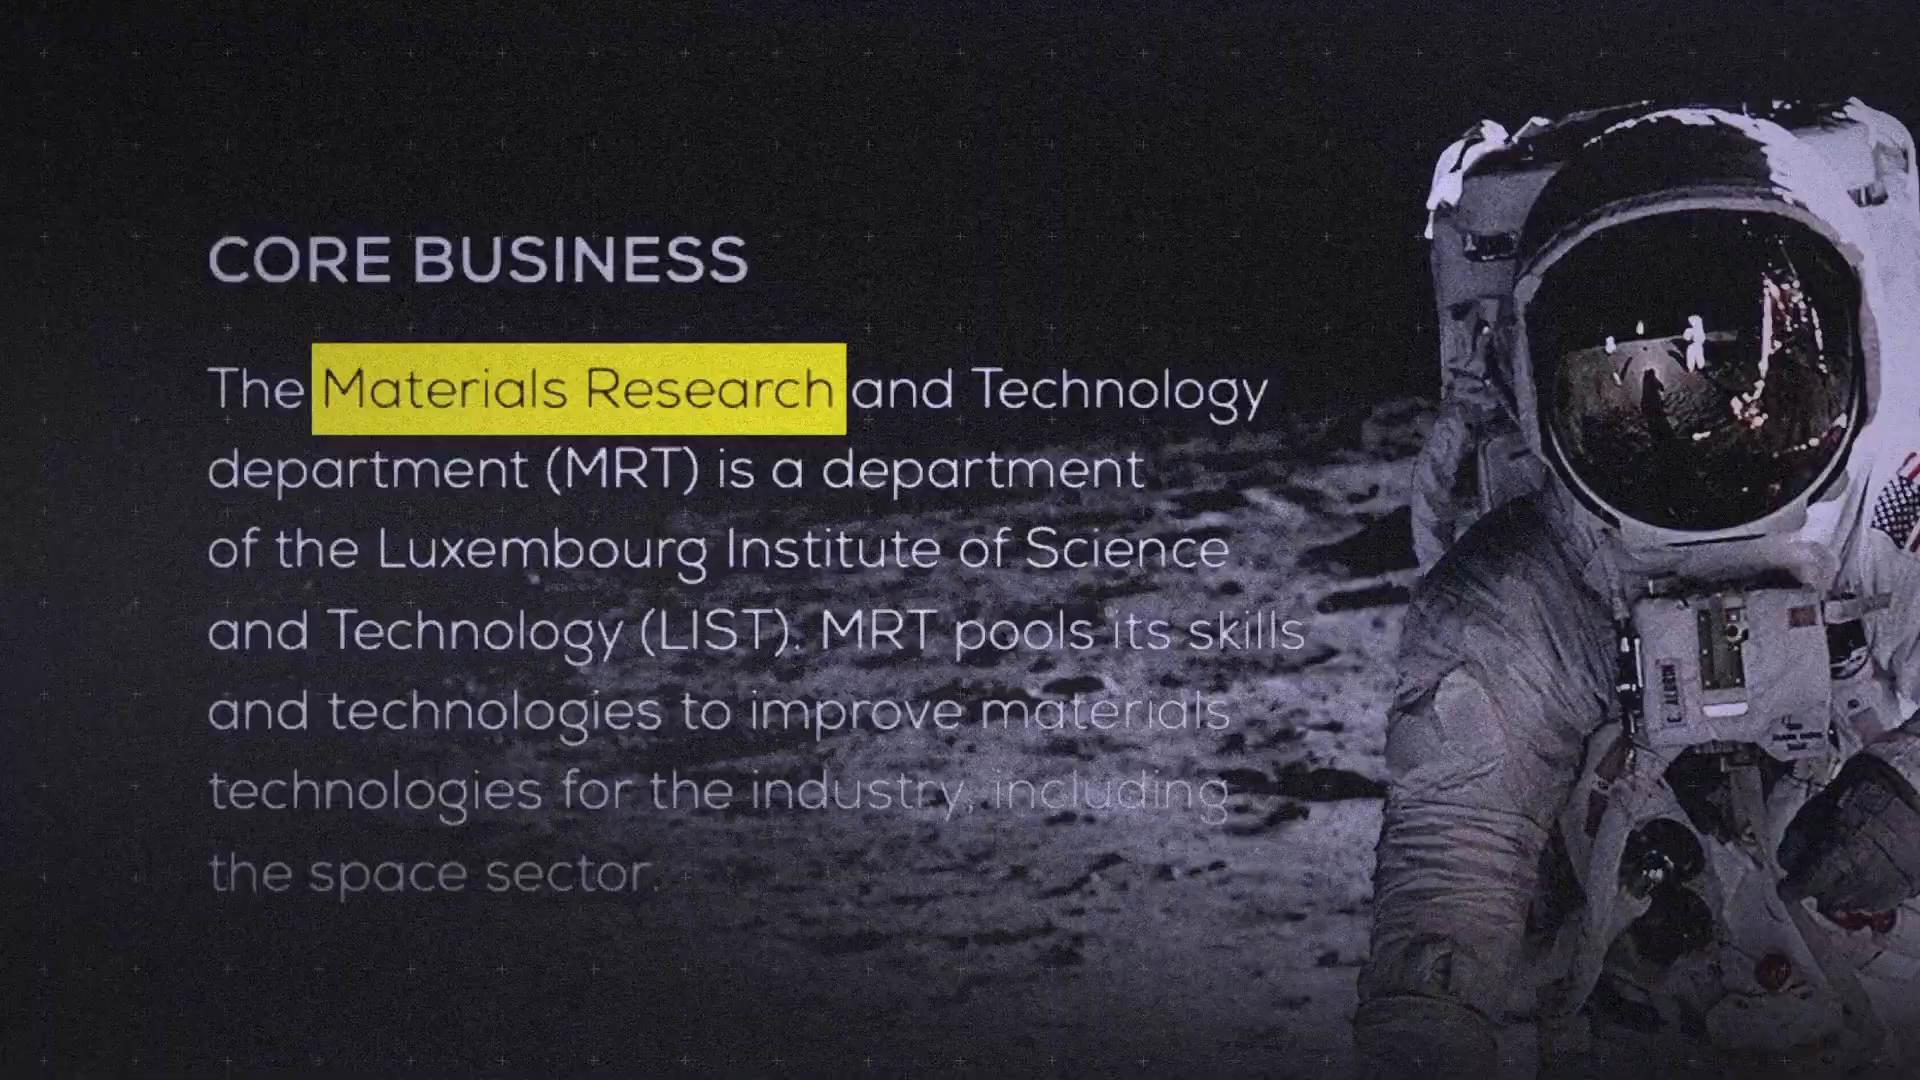 CORE BUSINESS
The Materials Research and Technology
department (MRT) is a department
of the Luxembourg Institute of Science
and Technology (LIST). MRT pools its skills
and technologies to improve materials
technologies for the industry, including
the space sector.